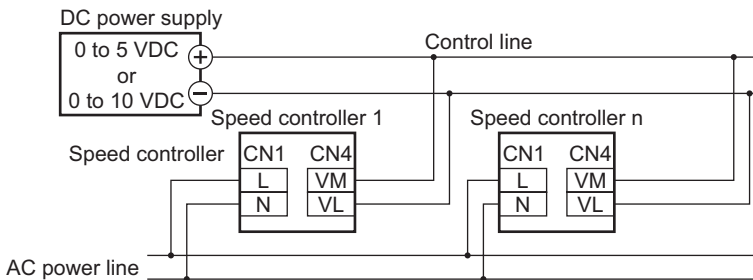 DC power supply
0 to 5 VDC
or
0 to 10 VDC
+
−
Control line
Speed controller 1
Speed controller n
Speed controller
CN1 CN4
L VM
N VL
CN1 CN4
L VM
N VL
AC power line